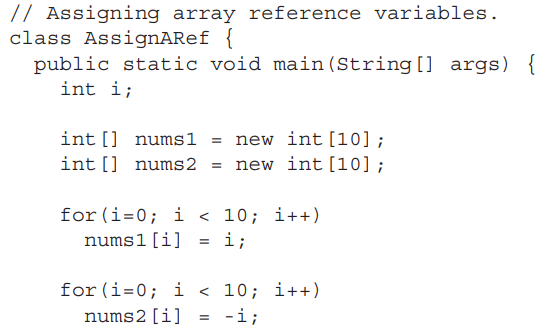 // Assigning array reference variables.
class AssignARef {
  public static void main(String[] args) {
    int i;

    int[] nums1 = new int[10];
    int[] nums2 = new int[10];

    for(i=0; i < 10; i++)
      nums1[i] = i;

    for(i=0; i < 10; i++)
      nums2[i] = -i;